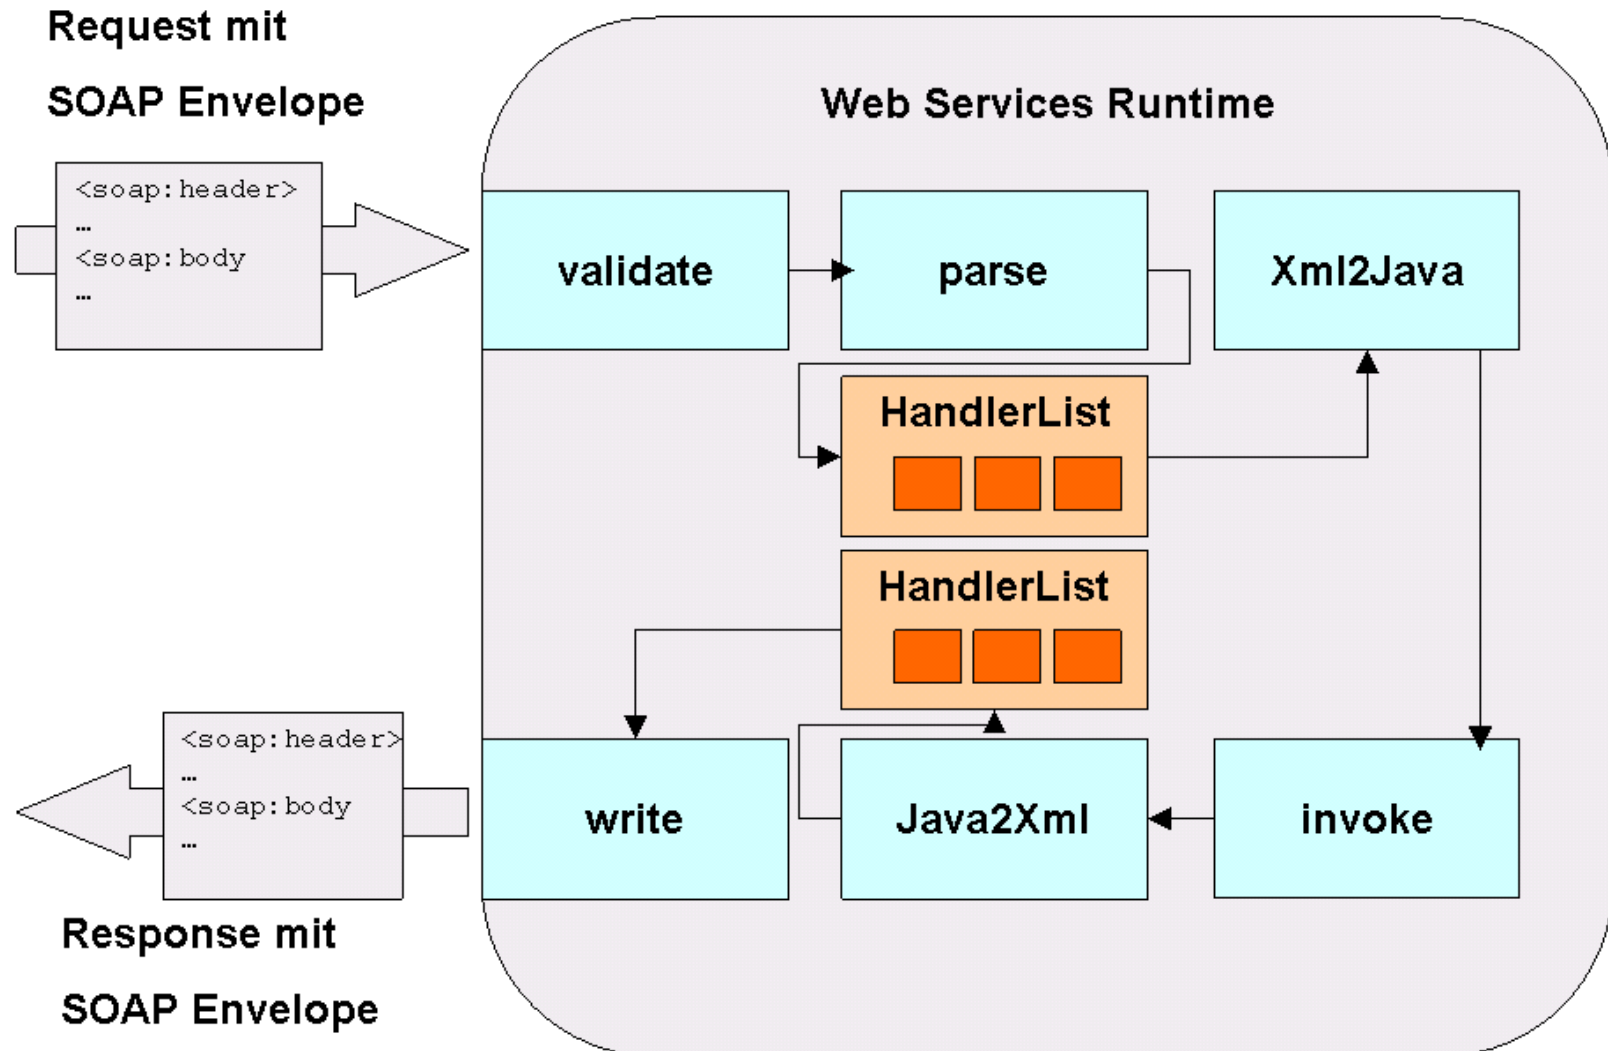 Request mit
SOAP Envelope
Web Services Runtime
<soap:header>
…
<soap:body
…
validate
parse
Xml2Java
HandlerList
HandlerList
<soap:header>
…
<soap:body
…
write
Java2Xml
invoke
Response mit
SOAP Envelope